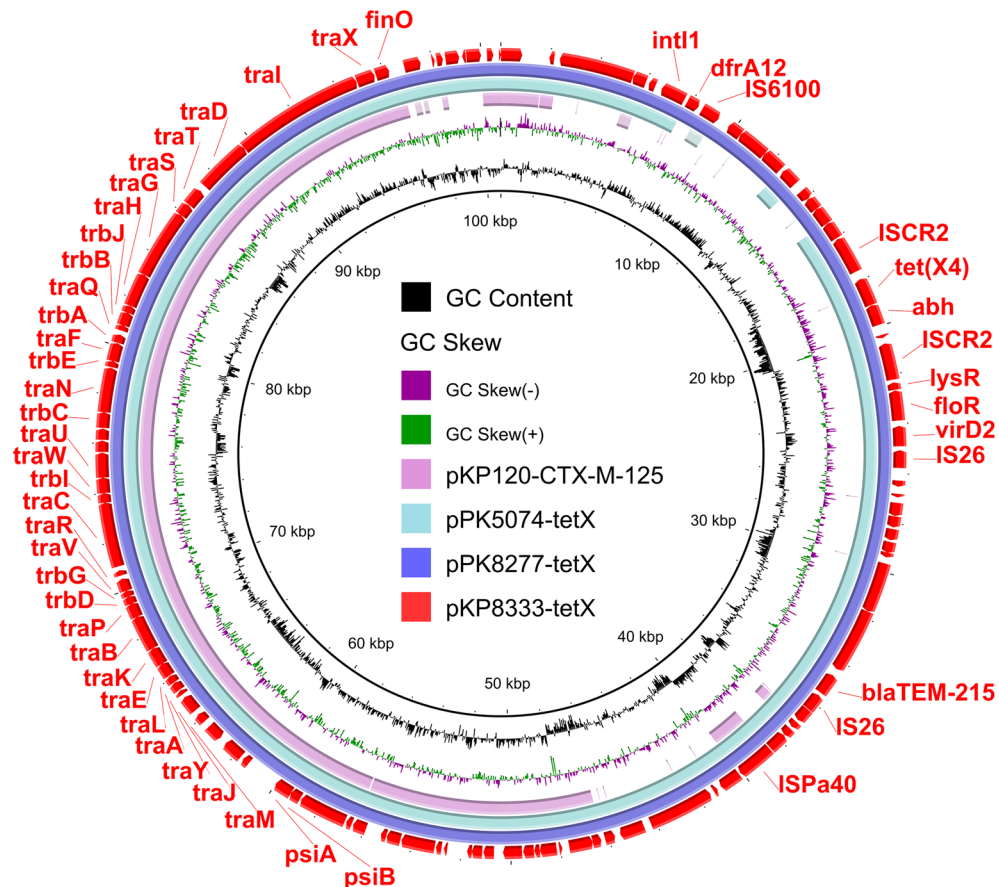 finO
traX
traI
traD
traT
traS
traG
traH
trbJ
trbB
traQ
trbA
traF
trbE
traN
trbC
traU
traW
trbI
traC
traR
traV
trbG
trbD
traP
traB
traK
traE
traL
traA
traY
traJ
traM
psiA
psiB
intI1
dfrA12
IS6100
ISCR2
tet(X4)
abh
ISCR2
lysR
floR
virD2
IS26
blaTEM-215
IS26
ISPa40
100 kbp
10 kbp
20 kbp
30 kbp
40 kbp
50 kbp
60 kbp
70 kbp
80 kbp
90 kbp
GC Content
GC Skew
GC Skew(-)
GC Skew(+)
pKP120-CTX-M-125
pPK5074-tetX
pPK8277-tetX
pKP8333-tetX